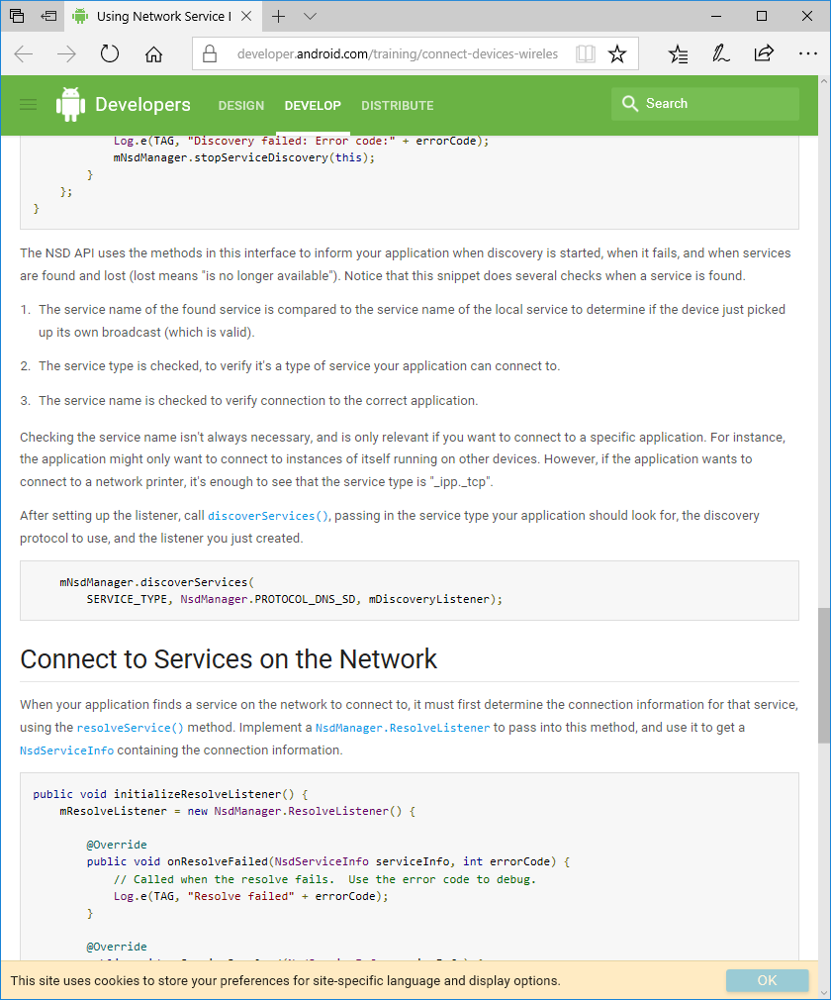 Using Network Service I
developer.android.com/training/connect-devices-wireles
Developers DESIGN DEVELOP DISTRIBUTE Search
Log.e(TAG, "Discovery failed: Error code:" + errorCode);
mNsdManager.stopServiceDiscovery(this);
}
};
}
The NSD API uses the methods in this interface to inform your application when discovery is started, when it fails, and when services
are found and lost (lost means "is no longer available"). Notice that this snippet does several checks when a service is found.
1. The service name of the found service is compared to the service name of the local service to determine if the device just picked
up its own broadcast (which is valid).
2. The service type is checked, to verify it's a type of service your application can connect to.
3. The service name is checked to verify connection to the correct application.
Checking the service name isn't always necessary, and is only relevant if you want to connect to a specific application. For instance,
the application might only want to connect to instances of itself running on other devices. However, if the application wants to
connect to a network printer, it's enough to see that the service type is "_ipp._tcp".
After setting up the listener, call discoverServices(), passing in the service type your application should look for, the discovery
protocol to use, and the listener you just created.
mNsdManager.discoverServices(
SERVICE_TYPE, NsdManager.PROTOCOL_DNS_SD, mDiscoveryListener);
Connect to Services on the Network
When your application finds a service on the network to connect to, it must first determine the connection information for that service,
using the resolveService() method. Implement a NsdManager.ResolveListener to pass into this method, and use it to get a
NsdServiceInfo containing the connection information.
public void initializeResolveListener() {
mResolveListener = new NsdManager.ResolveListener() {
@Override
public void onResolveFailed(NsdServiceInfo serviceInfo, int errorCode) {
// Called when the resolve fails.  Use the error code to debug.
Log.e(TAG, "Resolve failed" + errorCode);
}
@Override
This site uses cookies to store your preferences for site-specific language and display options. OK